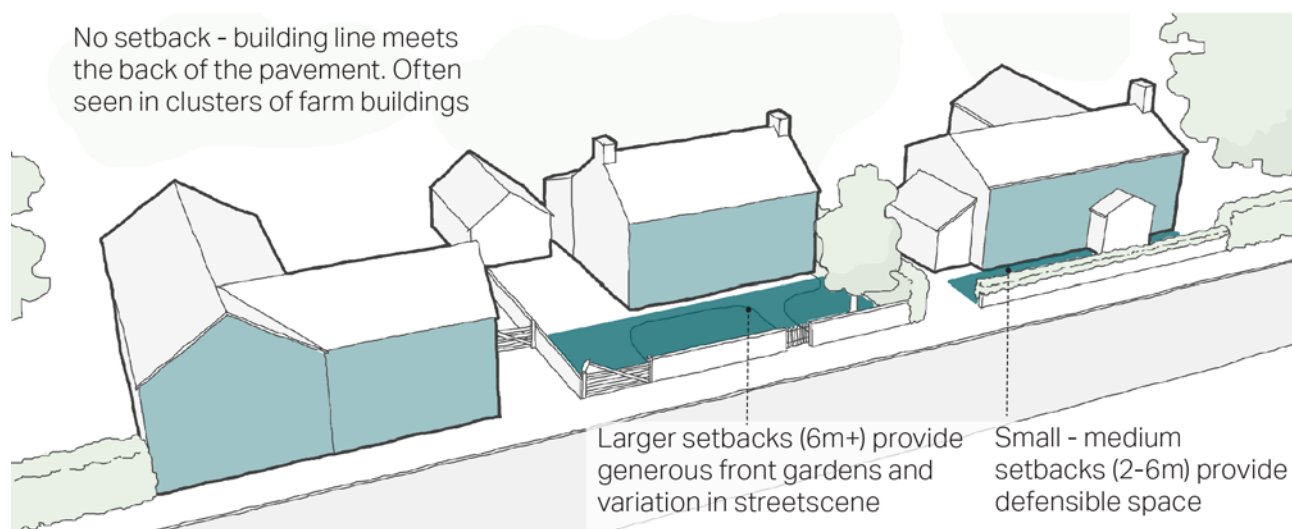 No setback - building line meets
the back of the pavement. Often
seen in clusters of farm buildings
Larger setbacks (6m+) provide
generous front gardens and
variation in streetscene
Small - medium
setbacks (2-6m) provide
defensible space